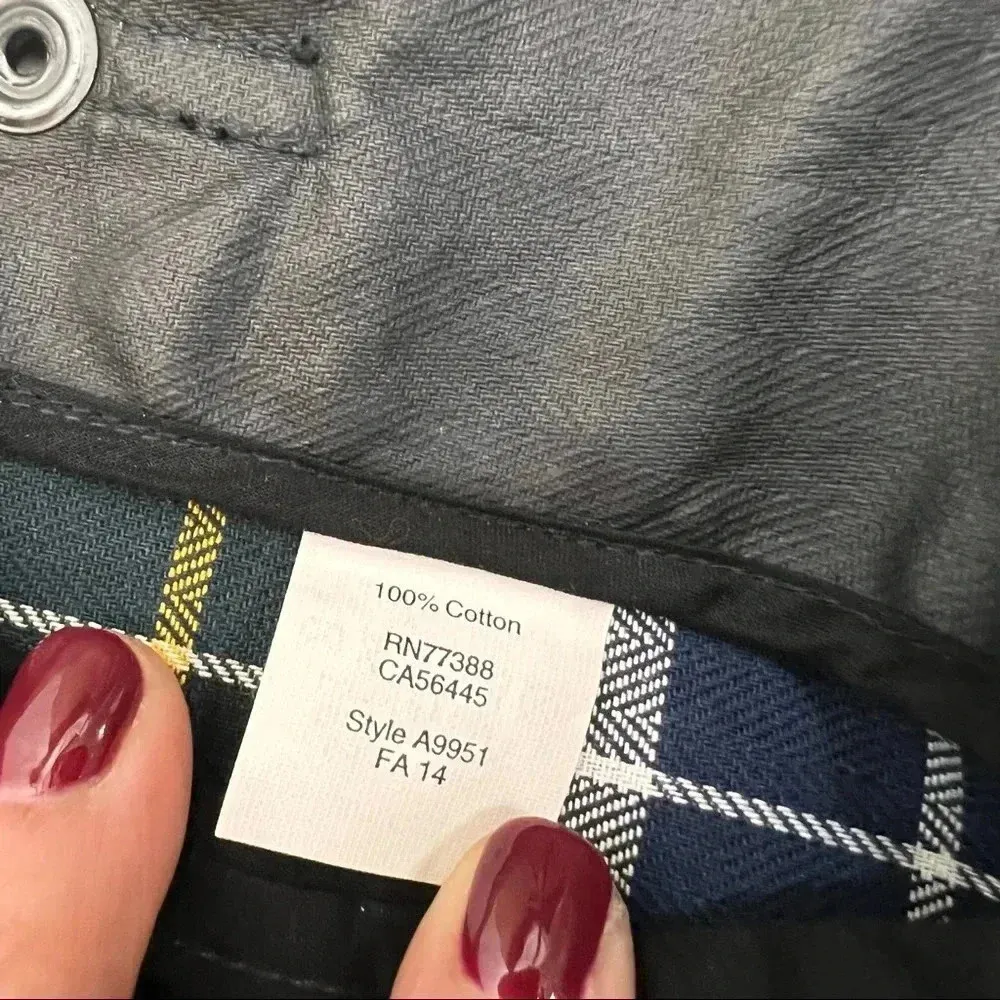 100% Cotton
RN77388
CA56445
Style A9951
FA 14